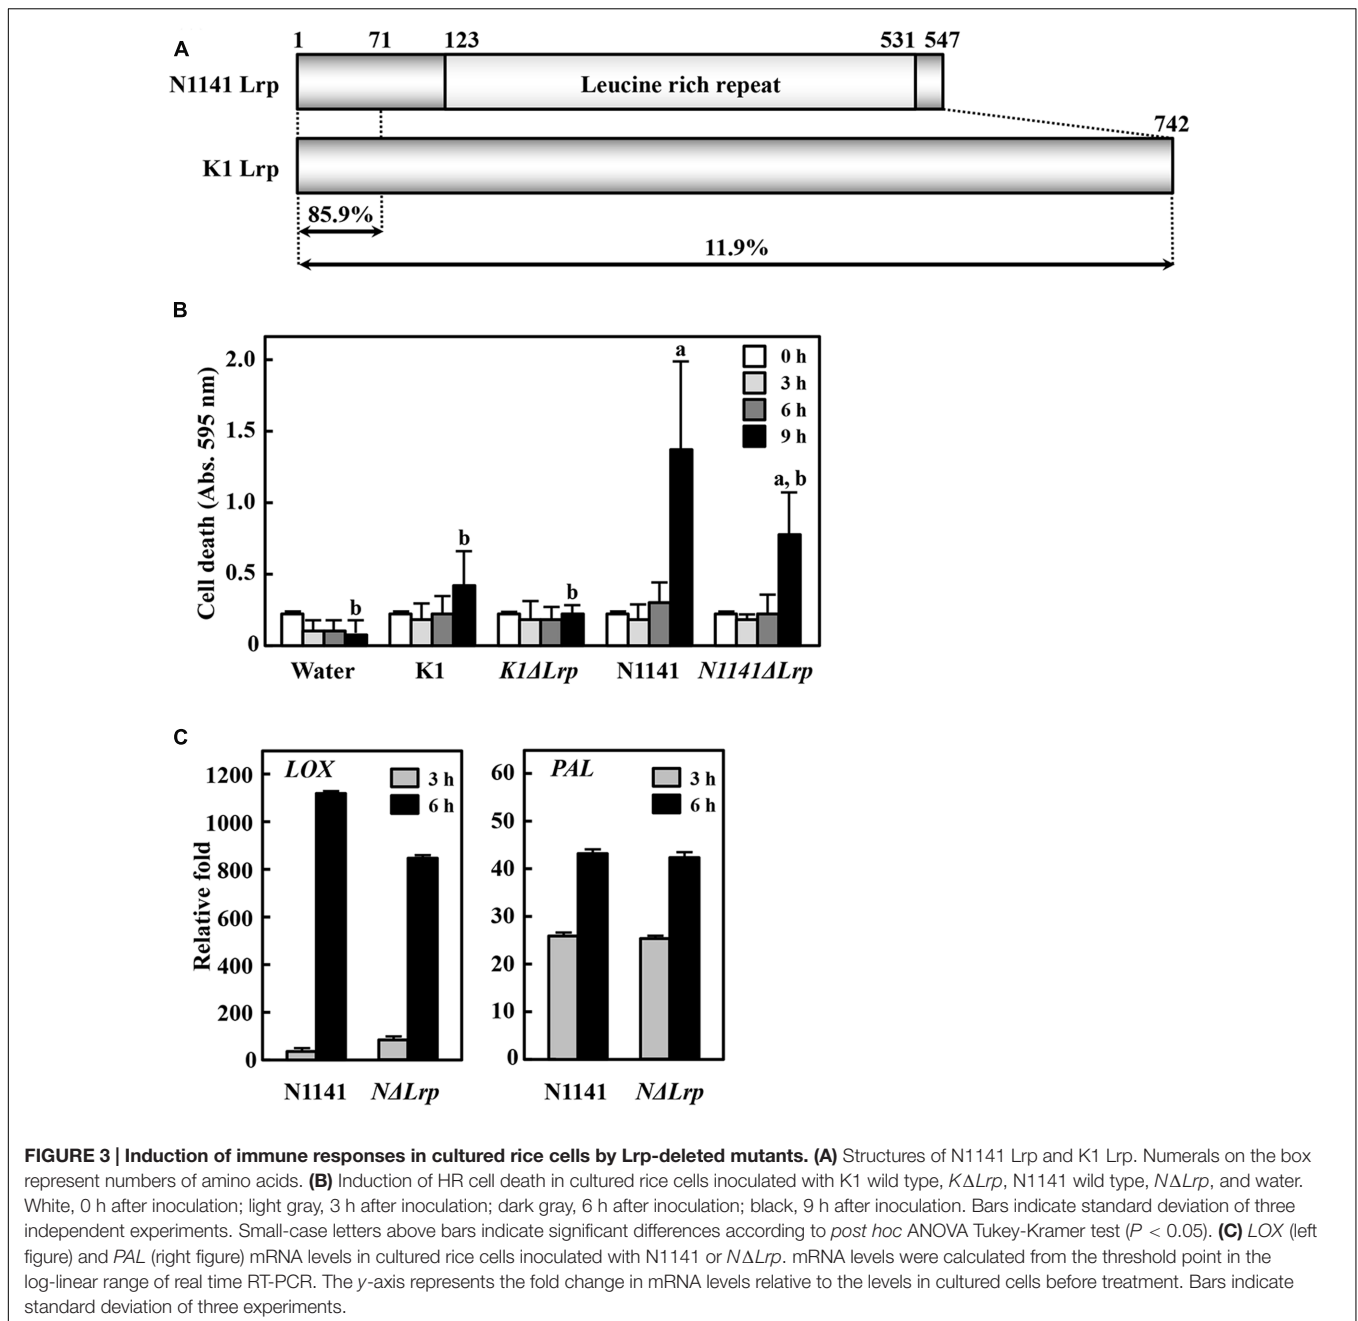 A
1 71 123 531 547
N1141 Lrp
Leucine rich repeat
742
K1 Lrp
85.9%
11.9%
B
Cell death (Abs. 595 nm)
2.0
1.5
1.0
0.5
0
0 h
3 h
6 h
9 h
b
b
b
a
a, b
Water K1 K1ΔLrp N1141 N1141ΔLrp
C
Relative fold
LOX
1200
1000
800
600
400
200
0
3 h
6 h
N1141 NΔLrp
PAL
60
50
40
30
20
10
0
3 h
6 h
N1141 NΔLrp
FIGURE 3 | Induction of immune responses in cultured rice cells by Lrp-deleted mutants. (A) Structures of N1141 Lrp and K1 Lrp. Numerals on the box
represent numbers of amino acids. (B) Induction of HR cell death in cultured rice cells inoculated with K1 wild type, KΔLrp, N1141 wild type, NΔLrp, and water.
White, 0 h after inoculation; light gray, 3 h after inoculation; dark gray, 6 h after inoculation; black, 9 h after inoculation. Bars indicate standard deviation of three
independent experiments. Small-case letters above bars indicate significant differences according to post hoc ANOVA Tukey-Kramer test (P < 0.05). (C) LOX (left
figure) and PAL (right figure) mRNA levels in cultured rice cells inoculated with N1141 or NΔLrp. mRNA levels were calculated from the threshold point in the
log-linear range of real time RT-PCR. The y-axis represents the fold change in mRNA levels relative to the levels in cultured cells before treatment. Bars indicate
standard deviation of three experiments.